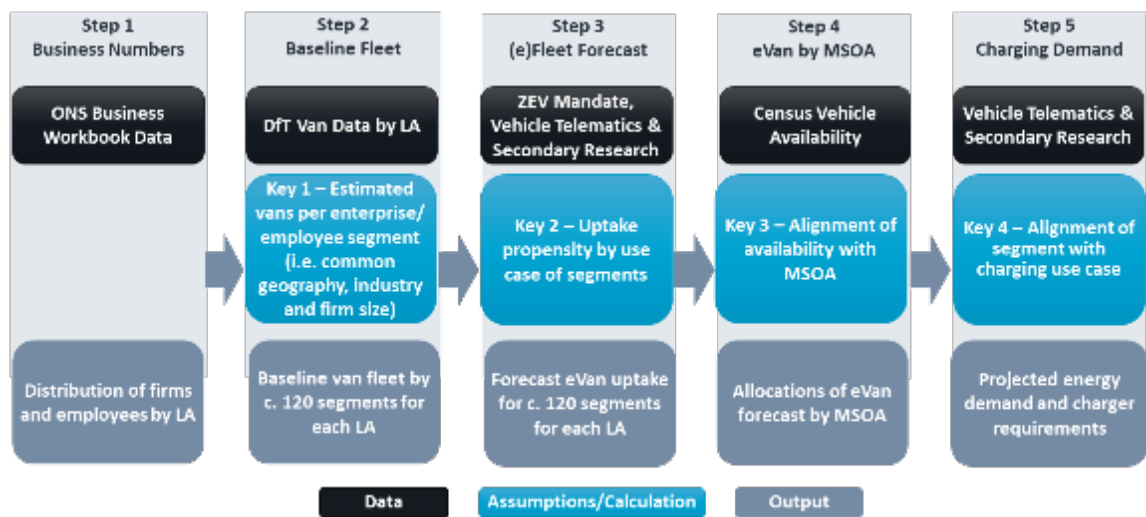 Step 1
Business Numbers
ONS Business
Workbook Data
Distribution of firms
and employees by LA
Step 2
Baseline Fleet
DfT Van Data by LA
Key 1 – Estimated
vans per enterprise/
employee segment
(i.e. common
geography, industry
and firm size)
Baseline van fleet by
c. 120 segments for
each LA
Step 3
(e)Fleet Forecast
ZEV Mandate,
Vehicle Telematics &
Secondary Research
Key 2 – Uptake
propensity by use
case of segments
Forecast eVan uptake
for c. 120 segments
for each LA
Step 4
eVan by MSOA
Census Vehicle
Availability
Key 3 – Alignment of
availability with
MSOA
Allocations of eVan
forecast by MSOA
Step 5
Charging Demand
Vehicle Telematics &
Secondary Research
Key 4 – Alignment of
segment with
charging use case
Projected energy
demand and charger
requirements
Data
Assumptions/Calculation
Output